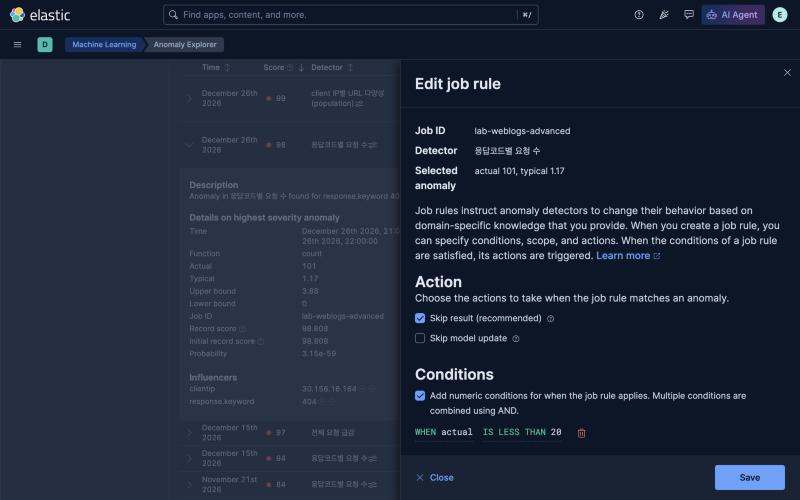 elastic
Find apps, content, and more.
⌘/
AI Agent
E
D
Machine Learning
Anomaly Explorer
Time Score Detector
December 26th 2026 99 client IP별 URL 다양성 (population)
December 26th 2026 98 응답코드별 요청 수
Description
Anomaly in 응답코드별 요청 수 found for response.keyword 40
Details on highest severity anomaly
Time December 26th 2026, 21:0
26th 2026, 22:00:00
Function count
Actual 101
Typical 1.17
Upper bound 3.88
Lower bound 0
Job ID lab-weblogs-advanced
Record score 98.808
Initial record score 98.808
Probability 3.15e-59
Influencers
clientip 30.156.16.164
response.keyword 404
December 15th 2026 97 전체 요청 급감
December 15th 2026 94 응답코드별 요청 수
November 21st 2026 84 응답코드별 요청 수
Edit job rule
Job ID lab-weblogs-advanced
Detector 응답코드별 요청 수
Selected anomaly actual 101, typical 1.17
Job rules instruct anomaly detectors to change their behavior based on
domain-specific knowledge that you provide. When you create a job rule, you
can specify conditions, scope, and actions. When the conditions of a job rule
are satisfied, its actions are triggered. Learn more
Action
Choose the actions to take when the job rule matches an anomaly.
Skip result (recommended)
Skip model update
Conditions
Add numeric conditions for when the job rule applies. Multiple conditions are
combined using AND.
WHEN actual IS LESS THAN 20
Close
Save